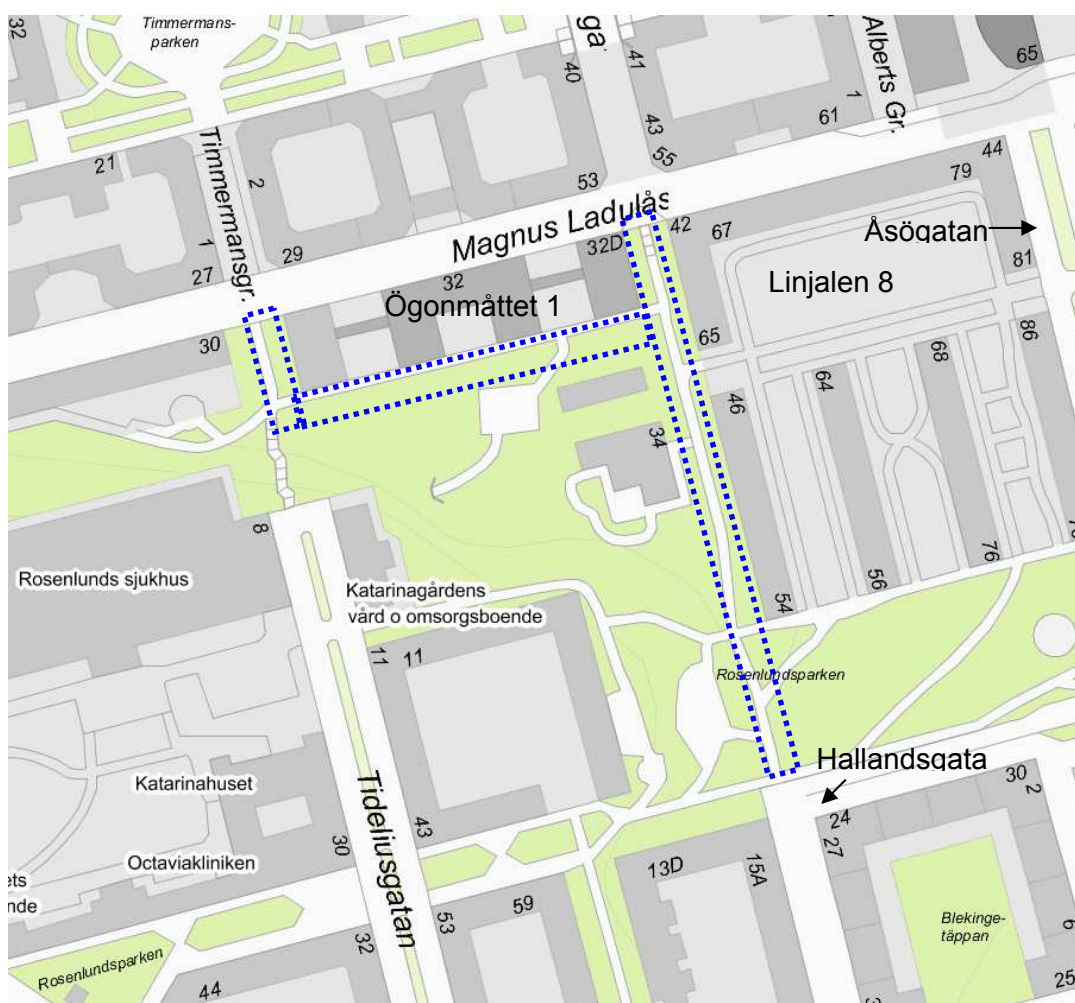 32
Timmermans-
parken
ga
41
40
Alberts Gr.
65
1
61
43
55
21
Timmermansgr.
2
53
44
79
Magnus Ladulås
42
67
Åsögatan
1
29
32D
27
32
81
Ögonmåttet 1
Linjalen 8
30
65
86
68
64
46
34
8
76
Rosenlunds sjukhus
56
Katarinagårdens
vård o omsorgsboende
54
11
11
Rosenlundsparken
Hallandsgata
Katarinahuset
30
2
Tideliusgatan
24
43
27
Octaviakliniken
30
13D
15A
ets
nde
59
53
Blekinge-
täppan
6
32
Rosenlundsparken
44
25